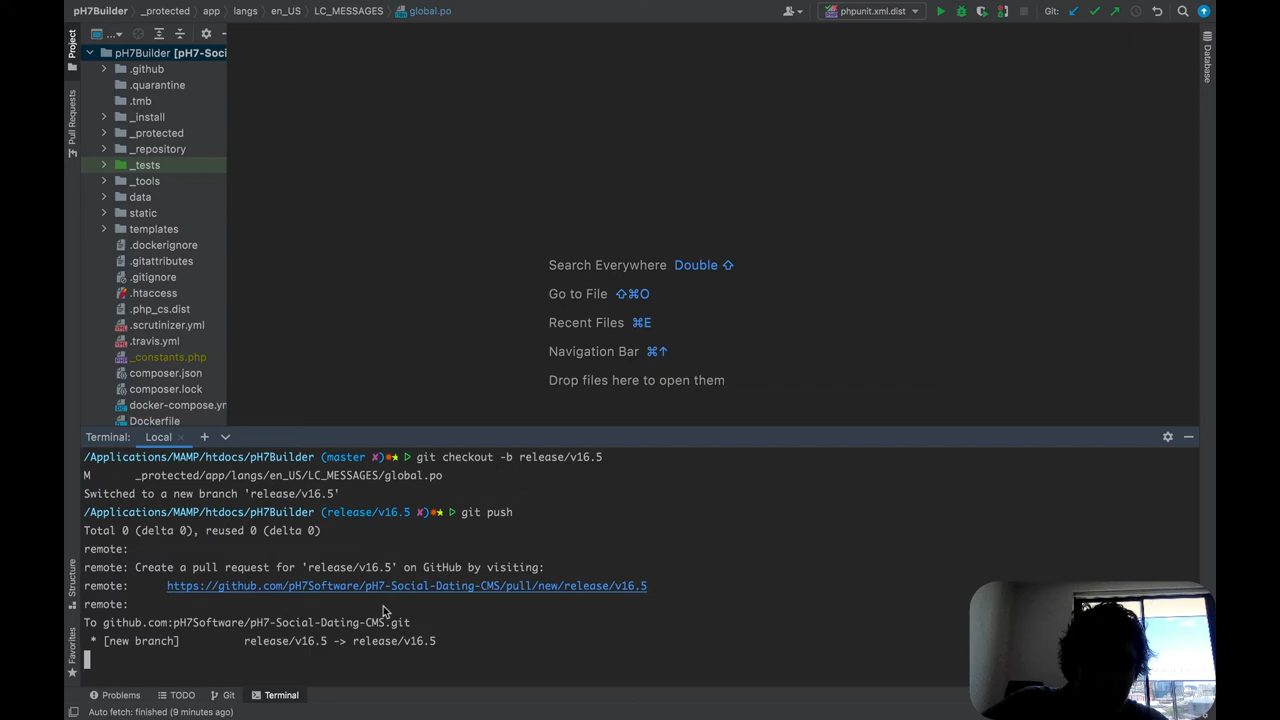 pH7Builder _protected app langs en_US LC_MESSAGES global.po phpunit.xml.dist Git:
Project
Pull Requests
Structure
Favorites
...
pH7Builder [pH7-Soci
.github
.quarantine
.tmb
_install
_protected
_repository
_tests
_tools
data
static
templates
.dockerignore
.gitattributes
.gitignore
.htaccess
.php_cs.dist
.scrutinizer.yml
.travis.yml
_constants.php
composer.json
composer.lock
docker-compose.ym
Dockerfile
Search Everywhere Double ⇧
Go to File ⇧⌘O
Recent Files ⌘E
Navigation Bar ⌘↑
Drop files here to open them
Database
Terminal: Local
/Applications/MAMP/htdocs/pH7Builder (master ✘)✹★ ▷ git checkout -b release/v16.5
M _protected/app/langs/en_US/LC_MESSAGES/global.po
Switched to a new branch 'release/v16.5'
/Applications/MAMP/htdocs/pH7Builder (release/v16.5 ✘)✹★ ▷ git push
Total 0 (delta 0), reused 0 (delta 0)
remote:
remote: Create a pull request for 'release/v16.5' on GitHub by visiting:
remote: https://github.com/pH7Software/pH7-Social-Dating-CMS/pull/new/release/v16.5
remote:
To github.com:pH7Software/pH7-Social-Dating-CMS.git
* [new branch] release/v16.5 -> release/v16.5
Problems TODO Git Terminal
Auto fetch: finished (9 minutes ago)